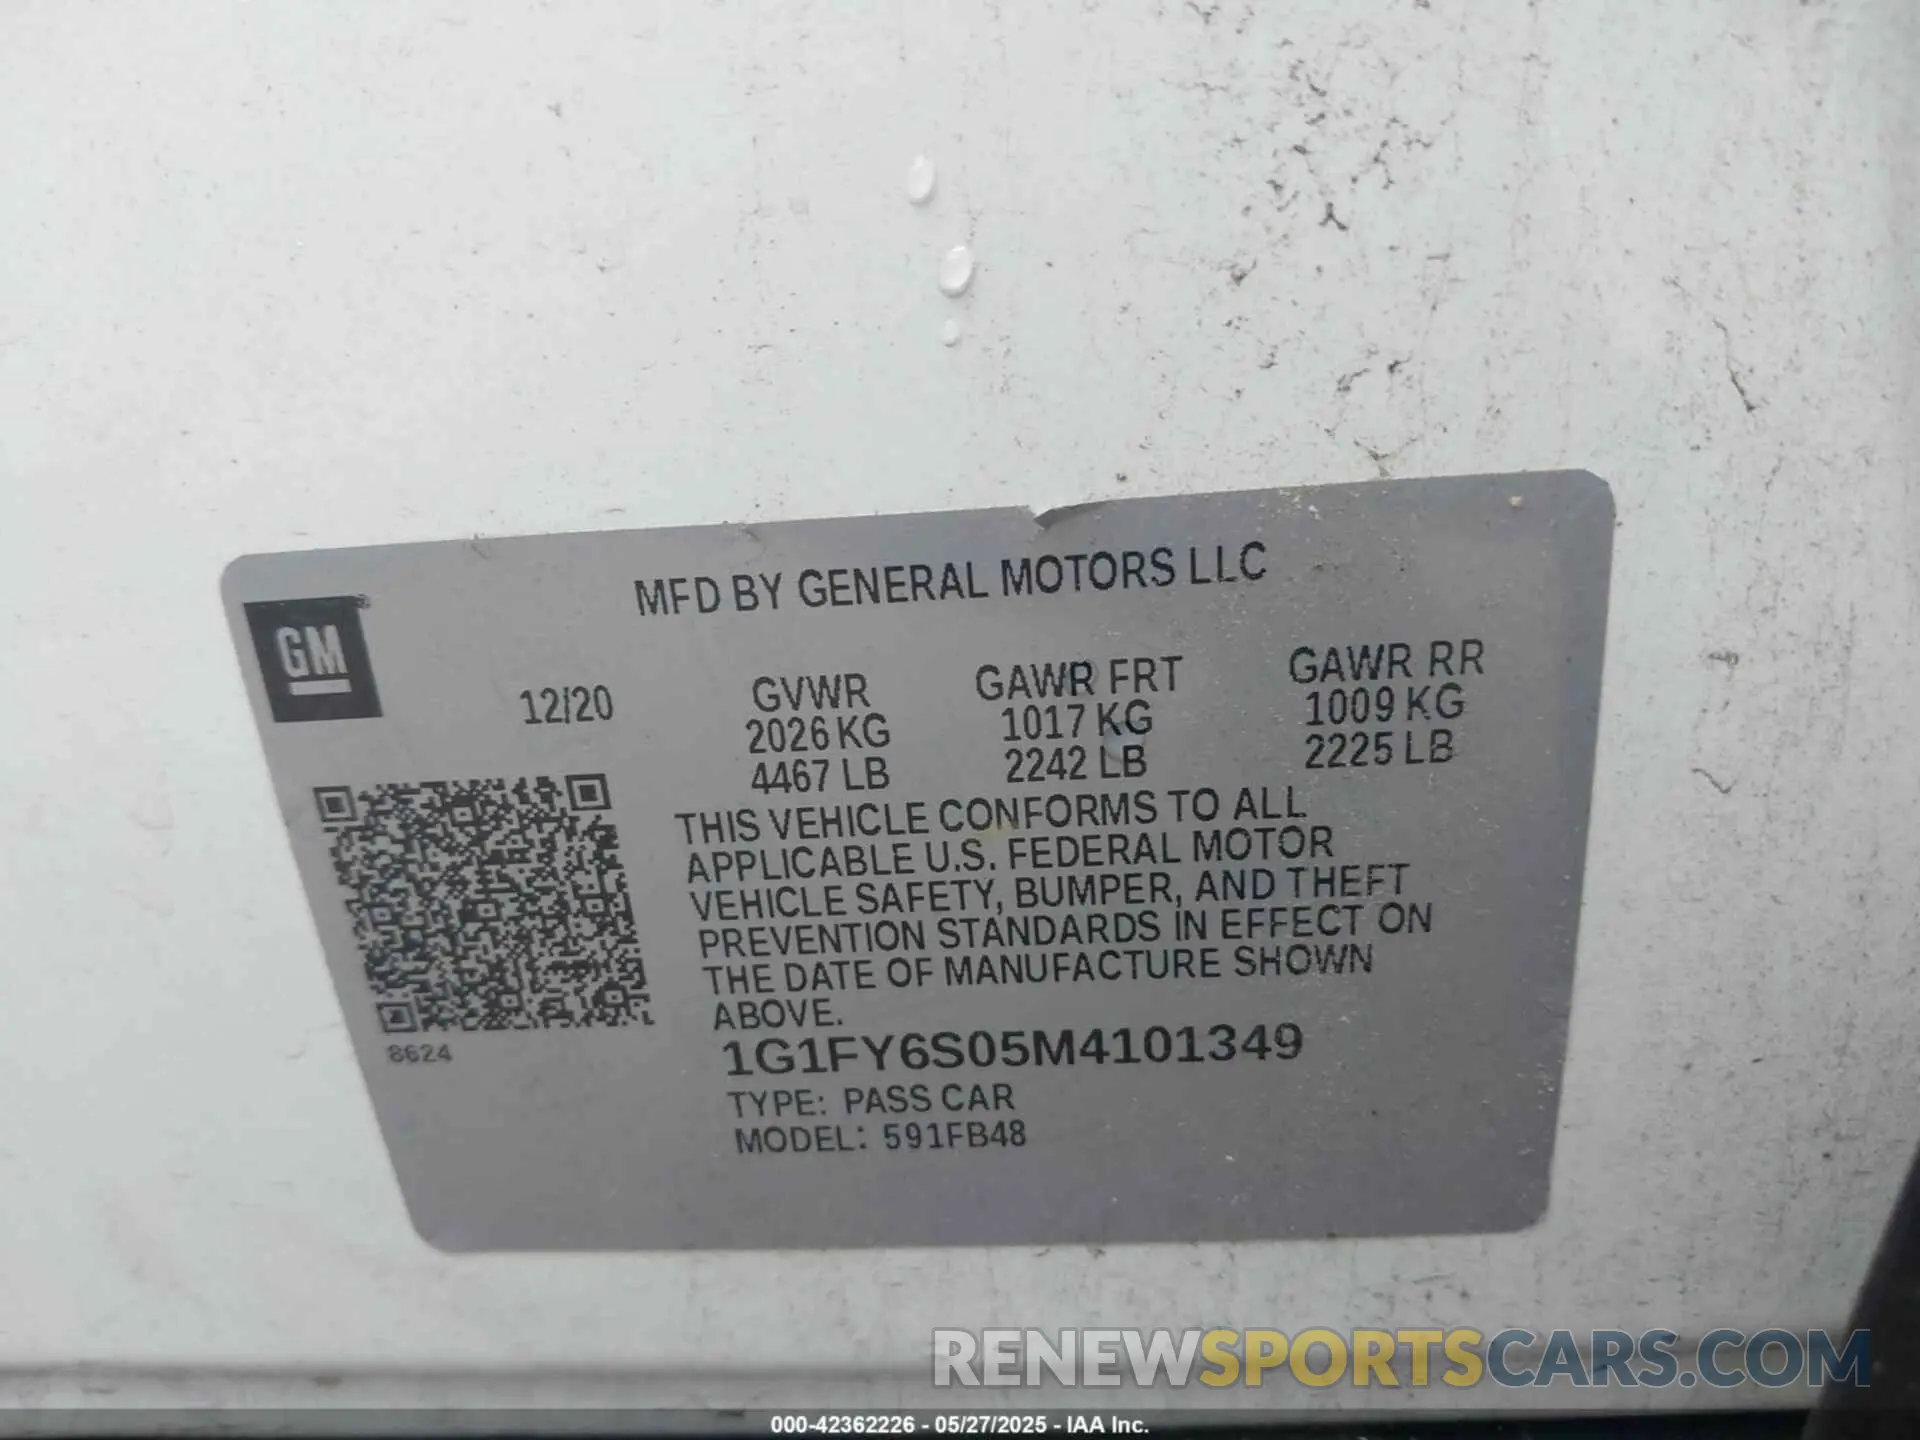 MFD BY GENERAL MOTORS LLC
GM
12/20
GVWR
2026 KG
4467 LB
GAWR FRT
1017 KG
2242 LB
GAWR RR
1009 KG
2225 LB
THIS VEHICLE CONFORMS TO ALL
APPLICABLE U.S. FEDERAL MOTOR
VEHICLE SAFETY, BUMPER, AND THEFT
PREVENTION STANDARDS IN EFFECT ON
THE DATE OF MANUFACTURE SHOWN
ABOVE.
8624
1G1FY6S05M4101349
TYPE: PASS CAR
MODEL: 591FB48
RENEWSPORTSCARS.COM
000-42362226 - 05/27/2025 - IAA Inc.